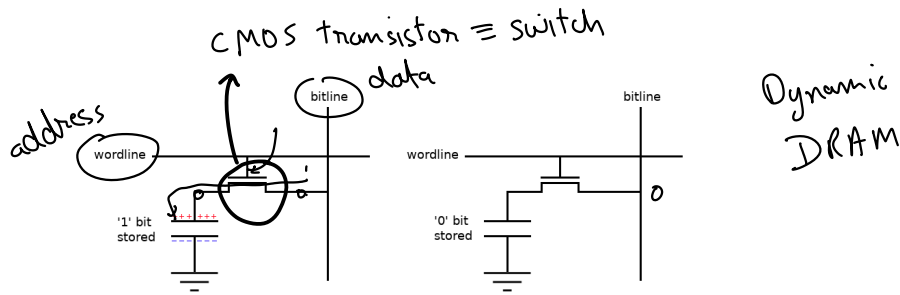 CMOS transistor ≡ switch
data
address
bitline
wordline
'1' bit
stored
+ + +++
0
0
1
bitline
wordline
'0' bit
stored
0
Dynamic
DRAM